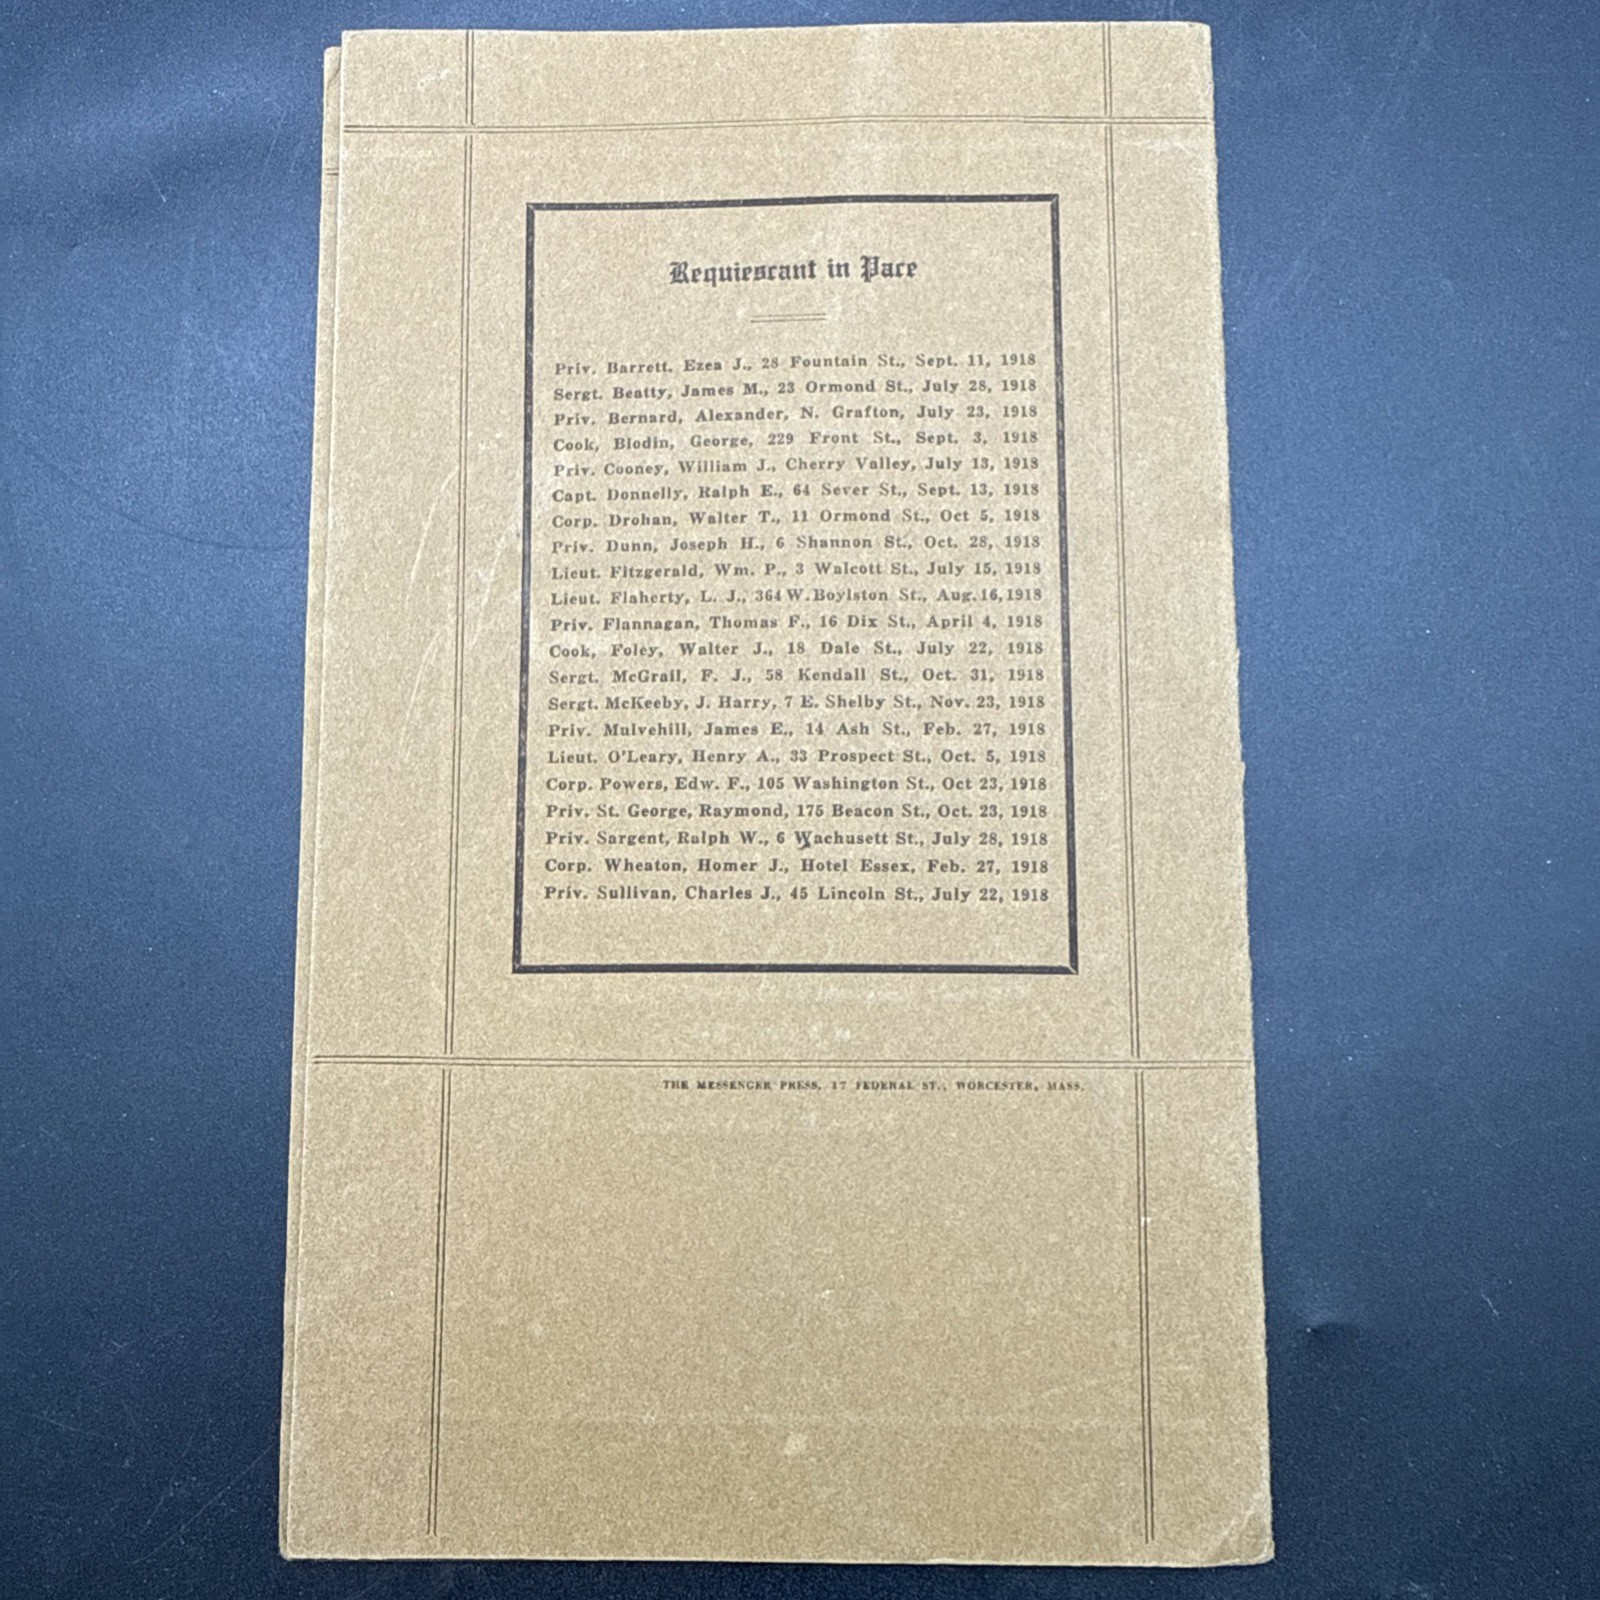 Requiescant in Pace
Priv. Barrett. Ezea J., 28 Fountain St., Sept. 11, 1918
Sergt. Beatty, James M., 23 Ormond St., July 28, 1918
Priv. Bernard, Alexander, N. Grafton, July 23, 1918
Cook, Blodin, George, 229 Front St., Sept. 3, 1918
Priv. Cooney, William J., Cherry Valley, July 13, 1918
Capt. Donnelly, Ralph E., 64 Sever St., Sept. 13, 1918
Corp. Drohan, Walter T., 11 Ormond St., Oct 5, 1918
Priv. Dunn, Joseph H., 6 Shannon St., Oct. 28, 1918
Lieut. Fitzgerald, Wm. P., 3 Walcott St., July 15, 1918
Lieut. Flaherty, L. J., 364 W. Boylston St., Aug. 16, 1918
Priv. Flannagan, Thomas F., 16 Dix St., April 4, 1918
Cook, Foley, Walter J., 18 Dale St., July 22, 1918
Sergt. McGrail, F. J., 58 Kendall St., Oct. 31, 1918
Sergt. McKeeby, J. Harry, 7 E. Shelby St., Nov. 23, 1918
Priv. Mulvehill, James E., 14 Ash St., Feb. 27, 1918
Lieut. O'Leary, Henry A., 33 Prospect St., Oct. 5, 1918
Corp. Powers, Edw. F., 105 Washington St., Oct 23, 1918
Priv. St. George, Raymond, 175 Beacon St., Oct. 23, 1918
Priv. Sargent, Ralph W., 6 Wachusett St., July 28, 1918
Corp. Wheaton, Homer J., Hotel Essex, Feb. 27, 1918
Priv. Sullivan, Charles J., 45 Lincoln St., July 22, 1918
THE MESSENGER PRESS, 17 FEDERAL ST., WORCESTER, MASS.